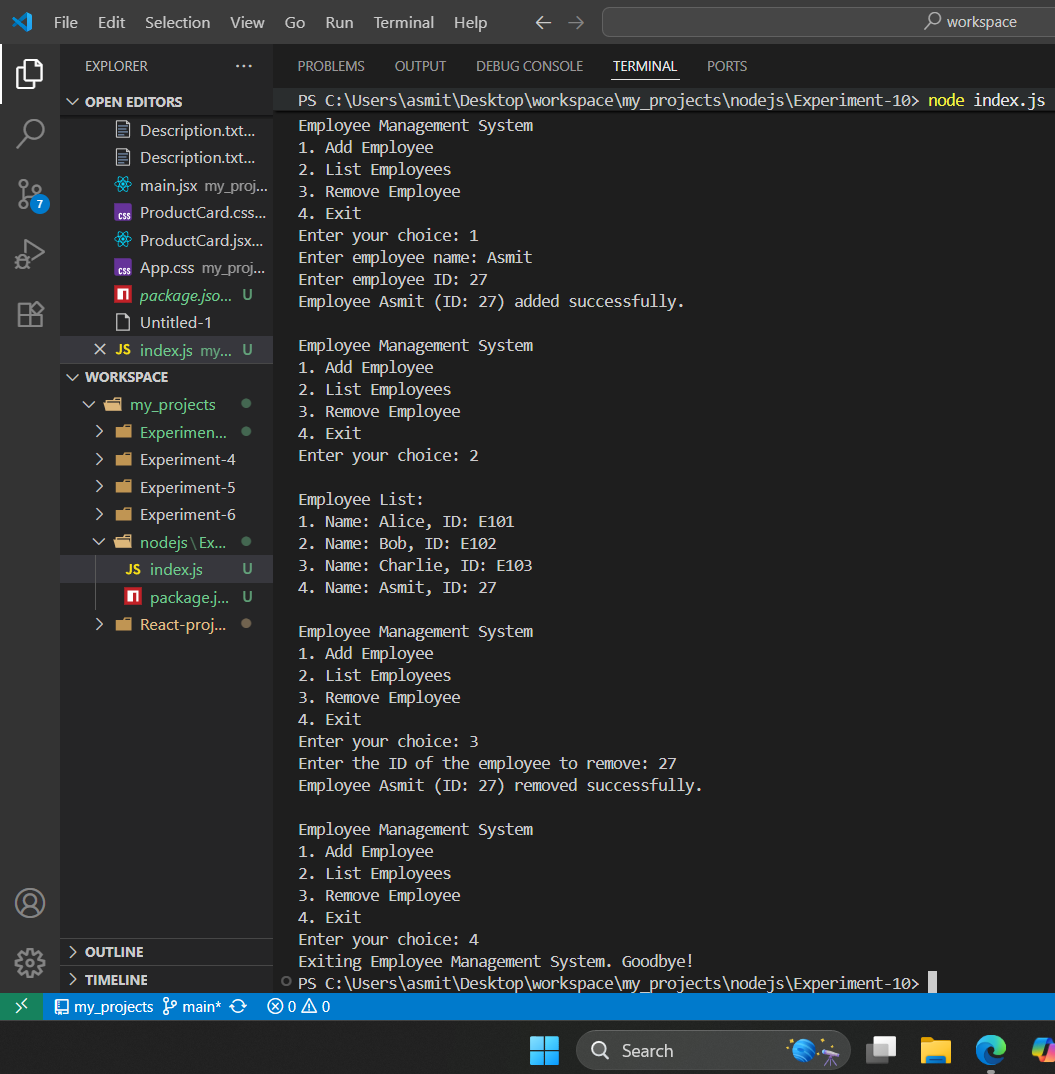 File Edit Selection View Go Run Terminal Help workspace
EXPLORER
OPEN EDITORS
Description.txt...
Description.txt...
main.jsx my_proj...
ProductCard.css...
ProductCard.jsx...
App.css my_proj...
package.jso... U
Untitled-1
JS index.js my... U
WORKSPACE
my_projects
Experimen...
Experiment-4
Experiment-5
Experiment-6
nodejs\Ex...
JS index.js U
package.j... U
React-proj...
OUTLINE
TIMELINE
7
PROBLEMS OUTPUT DEBUG CONSOLE TERMINAL PORTS
PS C:\Users\asmit\Desktop\workspace\my_projects\nodejs\Experiment-10> node index.js
Employee Management System
1. Add Employee
2. List Employees
3. Remove Employee
4. Exit
Enter your choice: 1
Enter employee name: Asmit
Enter employee ID: 27
Employee Asmit (ID: 27) added successfully.
Employee Management System
1. Add Employee
2. List Employees
3. Remove Employee
4. Exit
Enter your choice: 2
Employee List:
1. Name: Alice, ID: E101
2. Name: Bob, ID: E102
3. Name: Charlie, ID: E103
4. Name: Asmit, ID: 27
Employee Management System
1. Add Employee
2. List Employees
3. Remove Employee
4. Exit
Enter your choice: 3
Enter the ID of the employee to remove: 27
Employee Asmit (ID: 27) removed successfully.
Employee Management System
1. Add Employee
2. List Employees
3. Remove Employee
4. Exit
Enter your choice: 4
Exiting Employee Management System. Goodbye!
PS C:\Users\asmit\Desktop\workspace\my_projects\nodejs\Experiment-10>
my_projects main* 0 0
Search